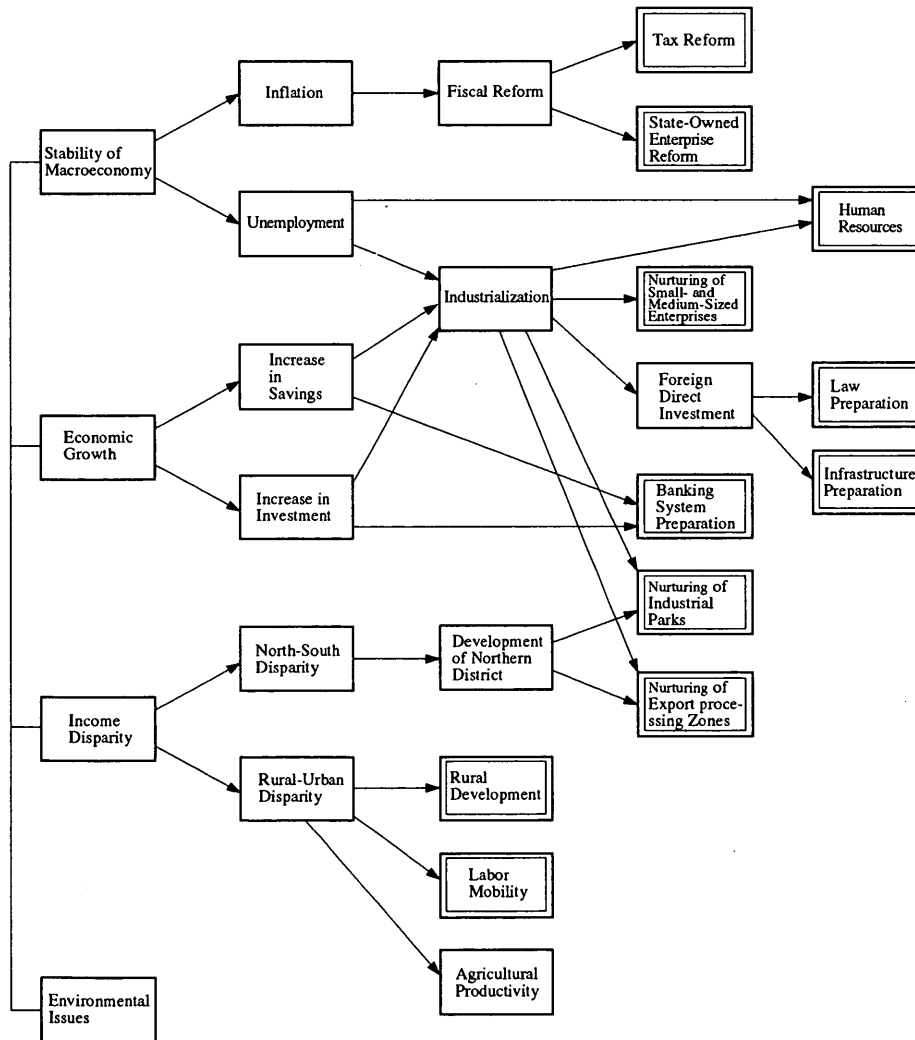 Tax Reform
Inflation
Fiscal Reform
State-Owned
Enterprise
Reform
Stability of
Macroeconomy
Unemployment
Human
Resources
Industrialization
Nurturing of
Small- and
Medium-Sized
Enterprises
Increase
in
Savings
Foreign
Direct
Investment
Law
Preparation
Economic
Growth
Increase in
Investment
Banking
System
Preparation
Infrastructure
Preparation
Nurturing of
Industrial
Parks
North-South
Disparity
Development
of Northern
District
Nurturing of
Export proce-
ssing Zones
Income
Disparity
Rural-Urban
Disparity
Rural
Development
Labor
Mobility
Agricultural
Productivity
Environmental
Issues